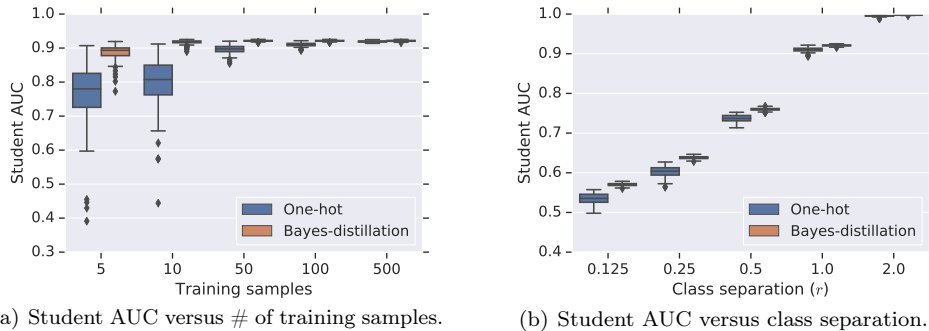 1.0
0.9
0.8
0.7
0.6
0.5
0.4
0.3
Student AUC
One-hot
Bayes-distillation
5 10 50 100 500
Training samples
a) Student AUC versus # of training samples.
1.0
0.9
0.8
0.7
0.6
0.5
0.4
Student AUC
One-hot
Bayes-distillation
0.125 0.25 0.5 1.0 2.0
Class separation (r)
(b) Student AUC versus class separation.